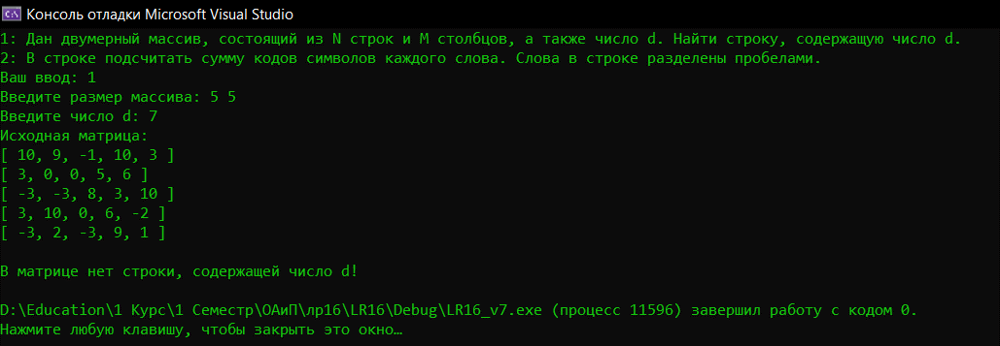 Консоль отладки Microsoft Visual Studio
1: Дан двумерный массив, состоящий из N строк и M столбцов, а также число d. Найти строку, содержащую число d.
2: В строке подсчитать сумму кодов символов каждого слова. Слова в строке разделены пробелами.
Ваш ввод: 1
Введите размер массива: 5 5
Введите число d: 7
Исходная матрица:
[ 10, 9, -1, 10, 3 ]
[ 3, 0, 0, 5, 6 ]
[ -3, -3, 8, 3, 10 ]
[ 3, 10, 0, 6, -2 ]
[ -3, 2, -3, 9, 1 ]
В матрице нет строки, содержащей число d!
D:\Education\1 Курс\1 Семестр\ОАиП\лр16\LR16\Debug\LR16_v7.exe (процесс 11596) завершил работу с кодом 0.
Нажмите любую клавишу, чтобы закрыть это окно…